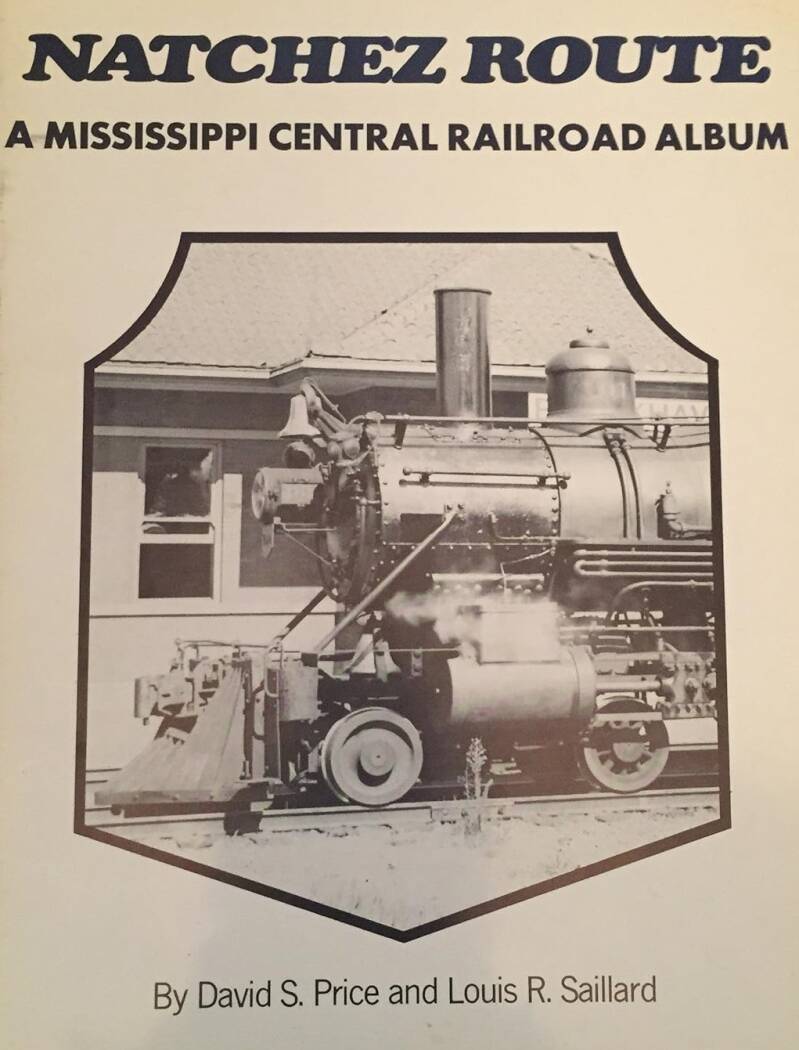 NATCHEZ ROUTE
A MISSISSIPPI CENTRAL RAILROAD ALBUM
By David S. Price and Louis R. Saillard